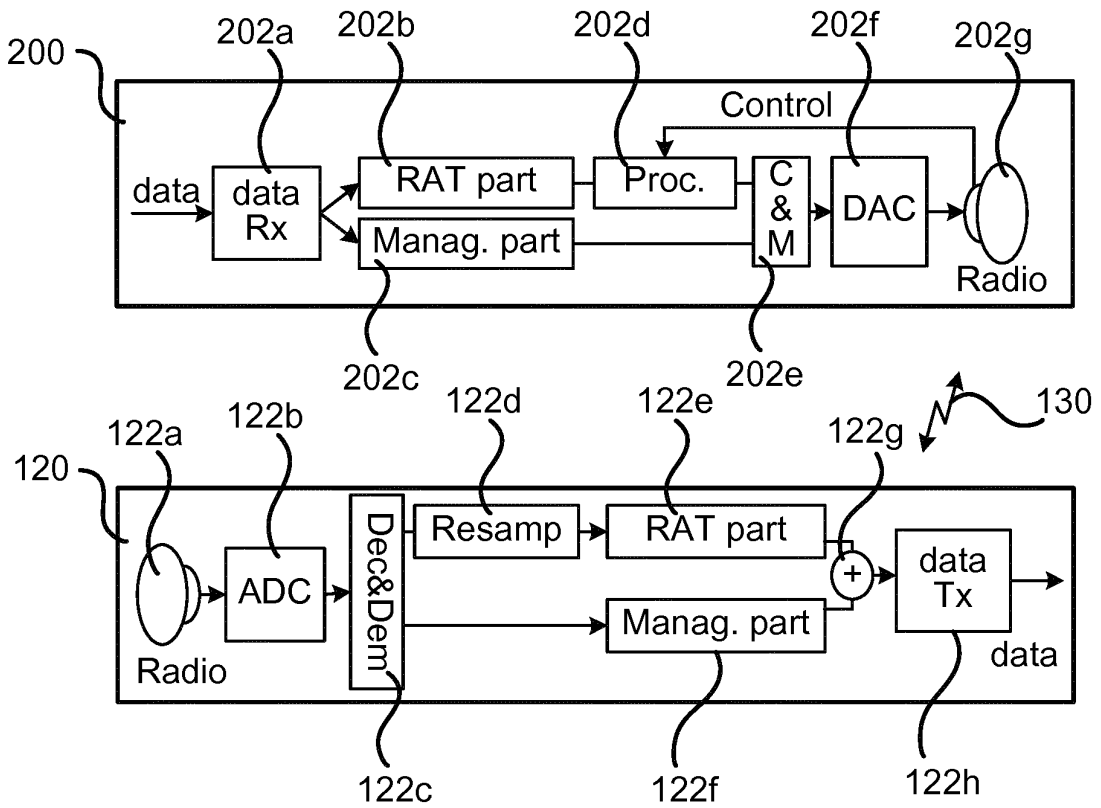 202a
202b
202d
202f
202g
200
Control
data
data
Rx
RAT part
Proc.
C
&
M
DAC
Manag. part
Radio
202c
202e
130
122a
122b
122d
122e
122g
120
Resamp
RAT part
Dec&Dem
ADC
+
data
Tx
Manag. part
Radio
data
122c
122f
122h